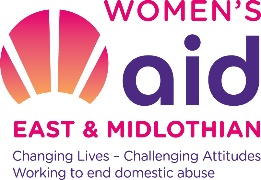 WOMEN'S
aid
EAST & MIDLOTHIAN
Changing Lives – Challenging Attitudes
Working to end domestic abuse